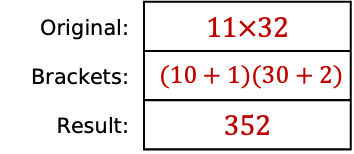 Original: 11×32
Brackets: (10 + 1)(30 + 2)
Result: 352